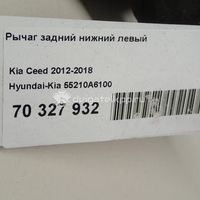 Рычаг задний нижний левый
Kia Ceed 2012-2018
Hyundai-Kia 55210A6100
70 327 932